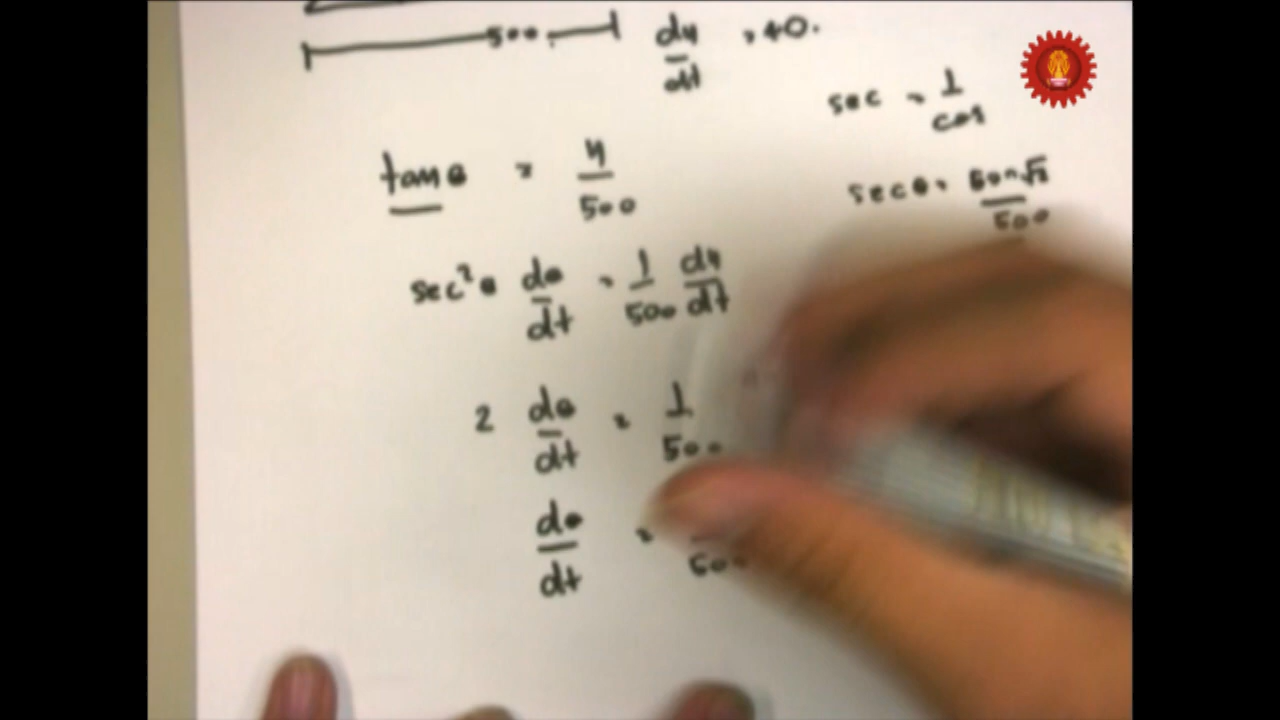 500
dy/dt = 40.
sec = 1/cos
tanθ = y/500
secθ = 500√2/500
sec²θ dθ/dt = 1/500 dy/dt
2 dθ/dt = 1/500
dθ/dt =